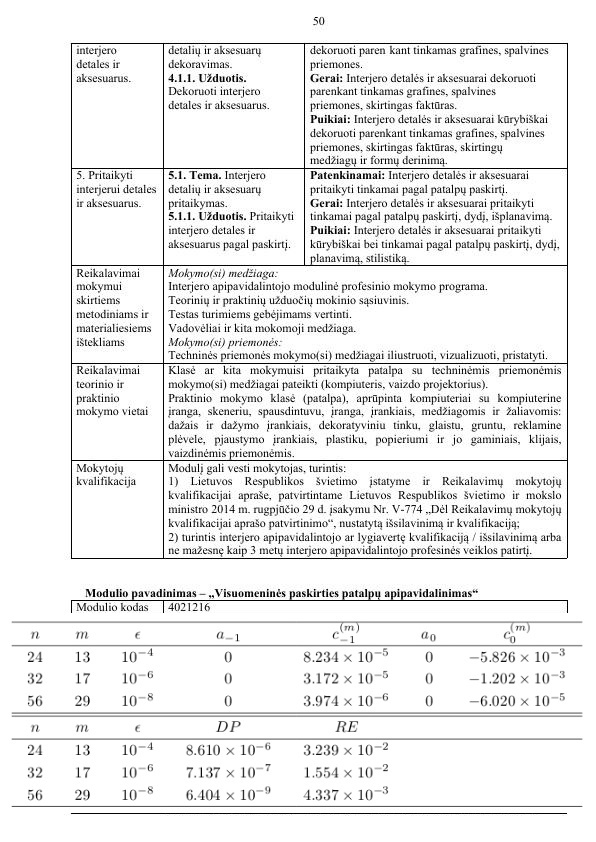 50
interjero
detales ir
aksesuarus.
detalių ir aksesuarų
dekoravimas.
4.1.1. Užduotis.
Dekoruoti interjero
detales ir aksesuarus.
dekoruoti paren kant tinkamas grafines, spalvines
priemones.
Gerai: Interjero detalės ir aksesuarai dekoruoti
parenkant tinkamas grafines, spalvines
priemones, skirtingas faktūras.
Puikiai: Interjero detalės ir aksesuarai kūrybiškai
dekoruoti parenkant tinkamas grafines, spalvines
priemones, skirtingas faktūras, skirtingų
medžiagų ir formų derinimą.
5. Pritaikyti
interjerui detales
ir aksesuarus.
5.1. Tema. Interjero
detalių ir aksesuarų
pritaikymas.
5.1.1. Užduotis. Pritaikyti
interjero detales ir
aksesuarus pagal paskirtį.
Patenkinamai: Interjero detalės ir aksesuarai
pritaikyti tinkamai pagal patalpų paskirtį.
Gerai: Interjero detalės ir aksesuarai pritaikyti
tinkamai pagal patalpų paskirtį, dydį, išplanavimą.
Puikiai: Interjero detalės ir aksesuarai pritaikyti
kūrybiškai bei tinkamai pagal patalpų paskirtį, dydį,
planavimą, stilistiką.
Reikalavimai
mokymui
skirtiems
metodiniams ir
materialiesiems
ištekliams
Mokymo(si) medžiaga:
Interjero apipavidalintojo modulinė profesinio mokymo programa.
Teorinių ir praktinių užduočių mokinio sąsiuvinis.
Testas turimiems gebėjimams vertinti.
Vadovėliai ir kita mokomoji medžiaga.
Mokymo(si) priemonės:
Techninės priemonės mokymo(si) medžiagai iliustruoti, vizualizuoti, pristatyti.
Reikalavimai
teorinio ir
praktinio
mokymo vietai
Klasė ar kita mokymuisi pritaikyta patalpa su techninėmis priemonėmis
mokymo(si) medžiagai pateikti (kompiuteris, vaizdo projektorius).
Praktinio mokymo klasė (patalpa), aprūpinta kompiuteriai su kompiuterine
įranga, skeneriu, spausdintuvu, įranga, įrankiais, medžiagomis ir žaliavomis:
dažais ir dažymo įrankiais, dekoratyviniu tinku, glaistu, gruntu, reklamine
plėvele, pjaustymo įrankiais, plastiku, popieriumi ir jo gaminiais, klijais,
vaizdinėmis priemonėmis.
Mokytojų
kvalifikacija
Modulį gali vesti mokytojas, turintis:
1) Lietuvos Respublikos švietimo įstatyme ir Reikalavimų mokytojų
kvalifikacijai apraše, patvirtintame Lietuvos Respublikos švietimo ir mokslo
ministro 2014 m. rugpjūčio 29 d. įsakymu Nr. V-774 „Dėl Reikalavimų mokytojų
kvalifikacijai aprašo patvirtinimo“, nustatytą išsilavinimą ir kvalifikaciją;
2) turintis interjero apipavidalintojo ar lygiavertę kvalifikaciją / išsilavinimą arba
ne mažesnę kaip 3 metų interjero apipavidalintojo profesinės veiklos patirtį.
Modulio pavadinimas – „Visuomeninės paskirties patalpų apipavidalinimas“
Modulio kodas 4021216
n m ϵ a₋₁ c₋₁^(m) a₀ c₀^(m)
24 13 10⁻⁴ 0 8.234 × 10⁻⁵ 0 −5.826 × 10⁻³
32 17 10⁻⁶ 0 3.172 × 10⁻⁵ 0 −1.202 × 10⁻³
56 29 10⁻⁸ 0 3.974 × 10⁻⁶ 0 −6.020 × 10⁻⁵
n m ϵ DP RE
24 13 10⁻⁴ 8.610 × 10⁻⁶ 3.239 × 10⁻²
32 17 10⁻⁶ 7.137 × 10⁻⁷ 1.554 × 10⁻²
56 29 10⁻⁸ 6.404 × 10⁻⁹ 4.337 × 10⁻³